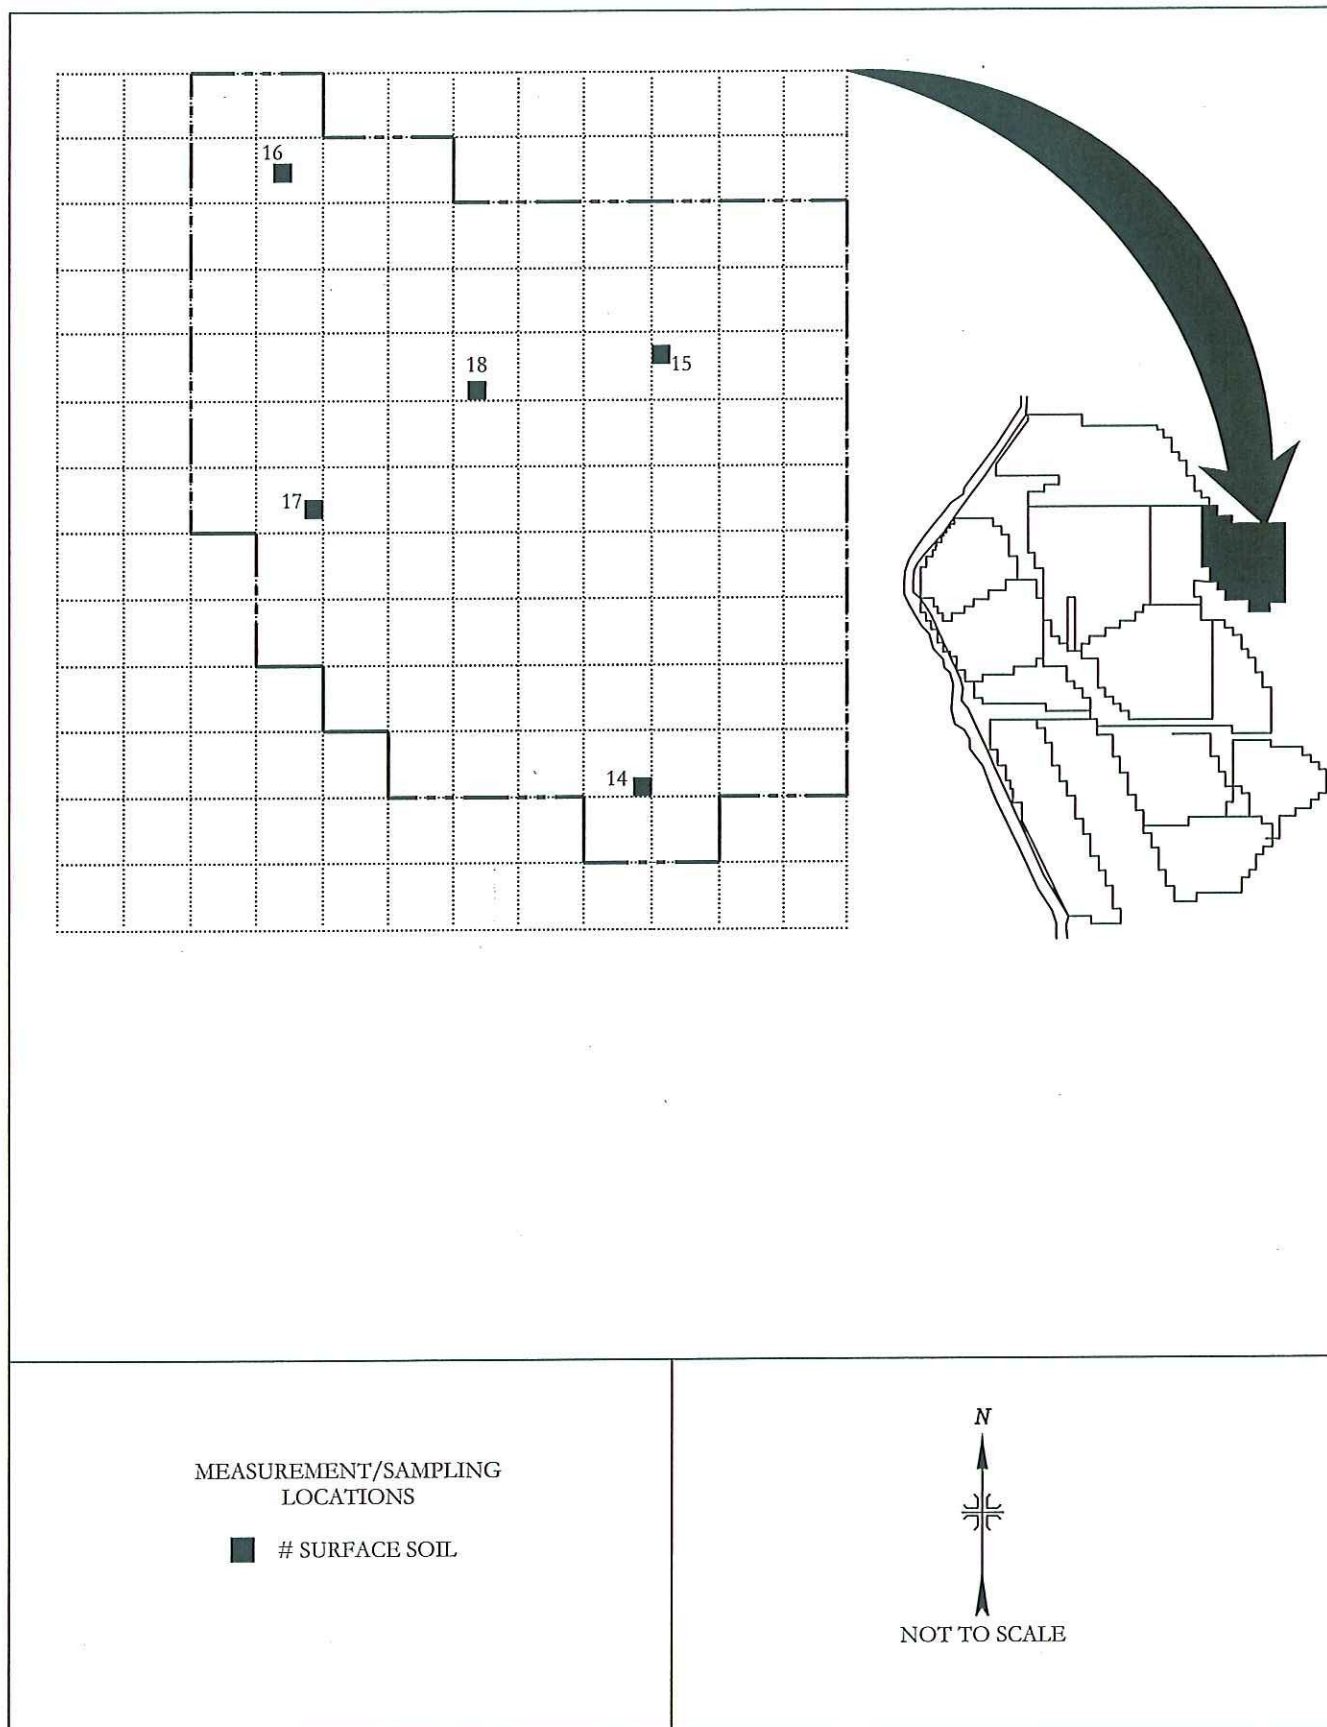 16
18
15
17
14
MEASUREMENT/SAMPLING
LOCATIONS
# SURFACE SOIL
N
NOT TO SCALE